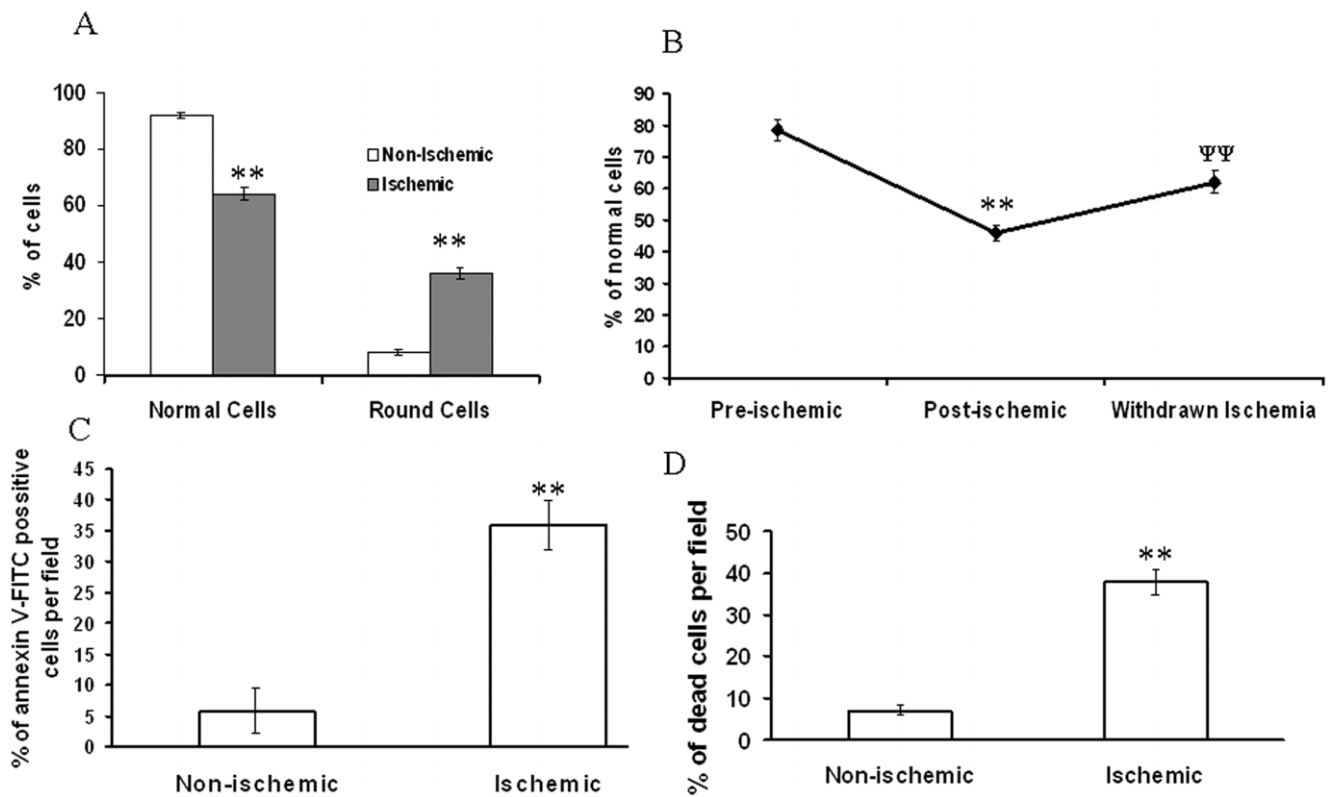 A
100
80
60
40
20
0
% of cells
**
**
Non-Ischemic
Ischemic
Normal Cells
Round Cells
B
90
80
70
60
50
40
30
20
10
0
% of normal cells
**
ΨΨ
Pre-ischemic
Post-ischemic
Withdrawn Ischemia
C
45
40
35
30
25
20
15
10
5
0
% of annexin V-FITC possitive
cells per field
**
Non-ischemic
Ischemic
D
50
40
30
20
10
0
% of dead cells per field
**
Non-ischemic
Ischemic